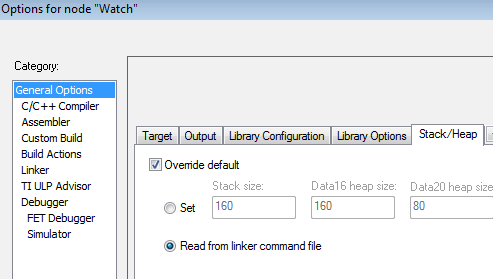 Options for node "Watch"
Category:
General Options
C/C++ Compiler
Assembler
Custom Build
Build Actions
Linker
TI ULP Advisor
Debugger
FET Debugger
Simulator
Target Output Library Configuration Library Options Stack/Heap
Override default
Stack size: Data16 heap size: Data20 heap size:
Set 160 160 80
Read from linker command file